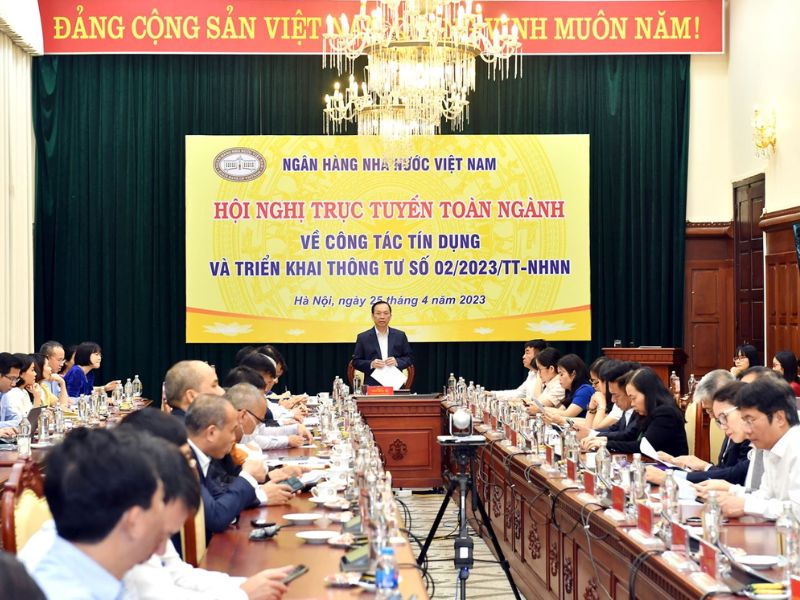 ĐẢNG CỘNG SẢN VIỆT NAM MUÔN NĂM!
NGÂN HÀNG NHÀ NƯỚC VIỆT NAM
HỘI NGHỊ TRỰC TUYẾN TOÀN NGÀNH
VỀ CÔNG TÁC TÍN DỤNG
VÀ TRIỂN KHAI THÔNG TƯ SỐ 02/2023/TT-NHNN
Hà Nội, ngày 25 tháng 4 năm 2023